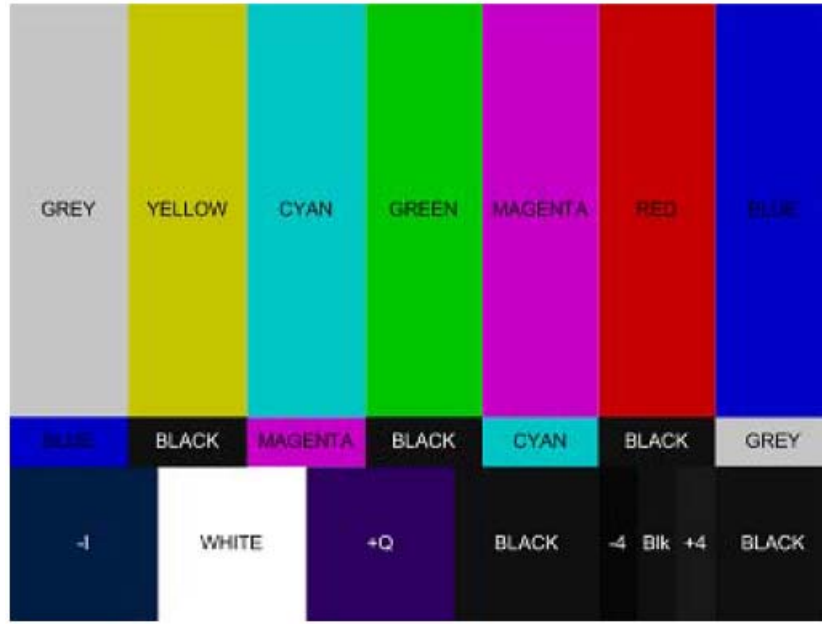 GREY YELLOW CYAN GREEN MAGENTA RED BLUE
BLUE BLACK MAGENTA BLACK CYAN BLACK GREY
-I WHITE +Q BLACK -4 Blk +4 BLACK